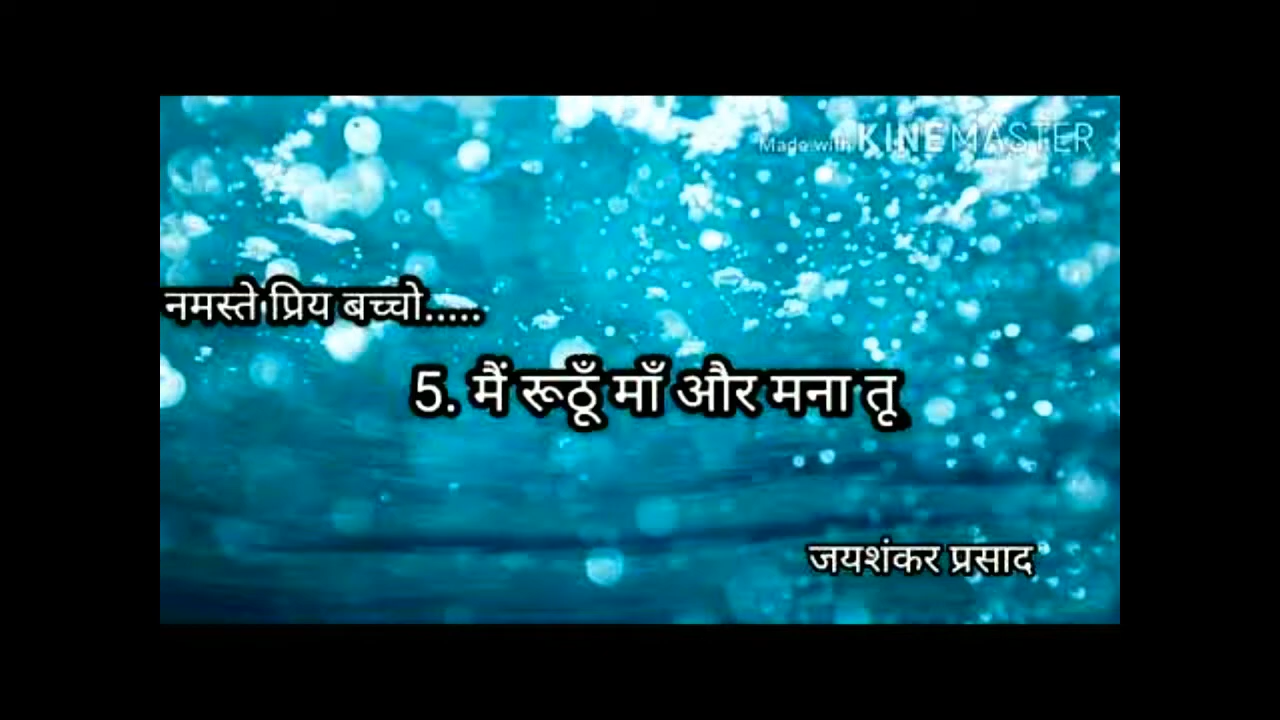 Made with KINEMASTER
नमस्ते प्रिय बच्चो.....
5. मैं रूठूँ माँ और मना तू
जयशंकर प्रसाद